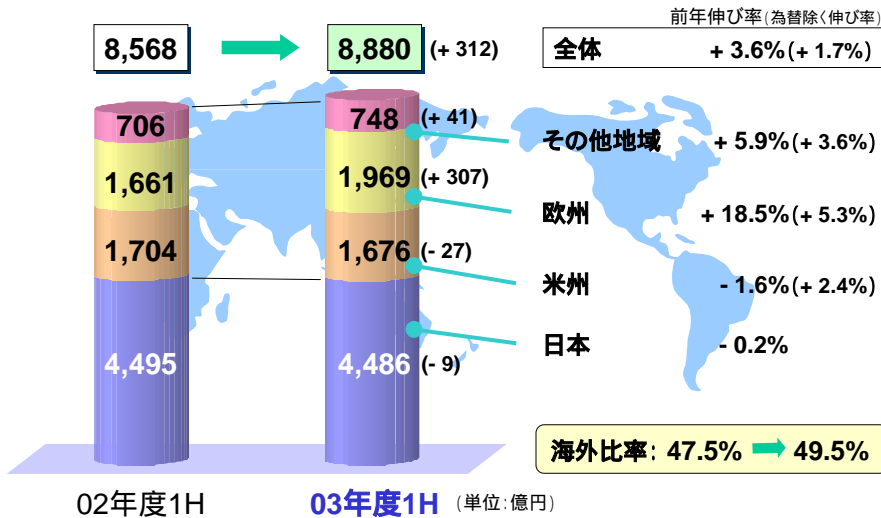 前年伸び率(為替除く伸び率)
8,568 8,880 (+ 312) 全体 + 3.6%(+ 1.7%)
706 748 (+ 41) その他地域 + 5.9%(+ 3.6%)
1,661 1,969 (+ 307) 欧州 + 18.5%(+ 5.3%)
1,704 1,676 (- 27) 米州 - 1.6%(+ 2.4%)
4,495 4,486 (- 9) 日本 - 0.2%
海外比率: 47.5% 49.5%
02年度1H 03年度1H (単位:億円)